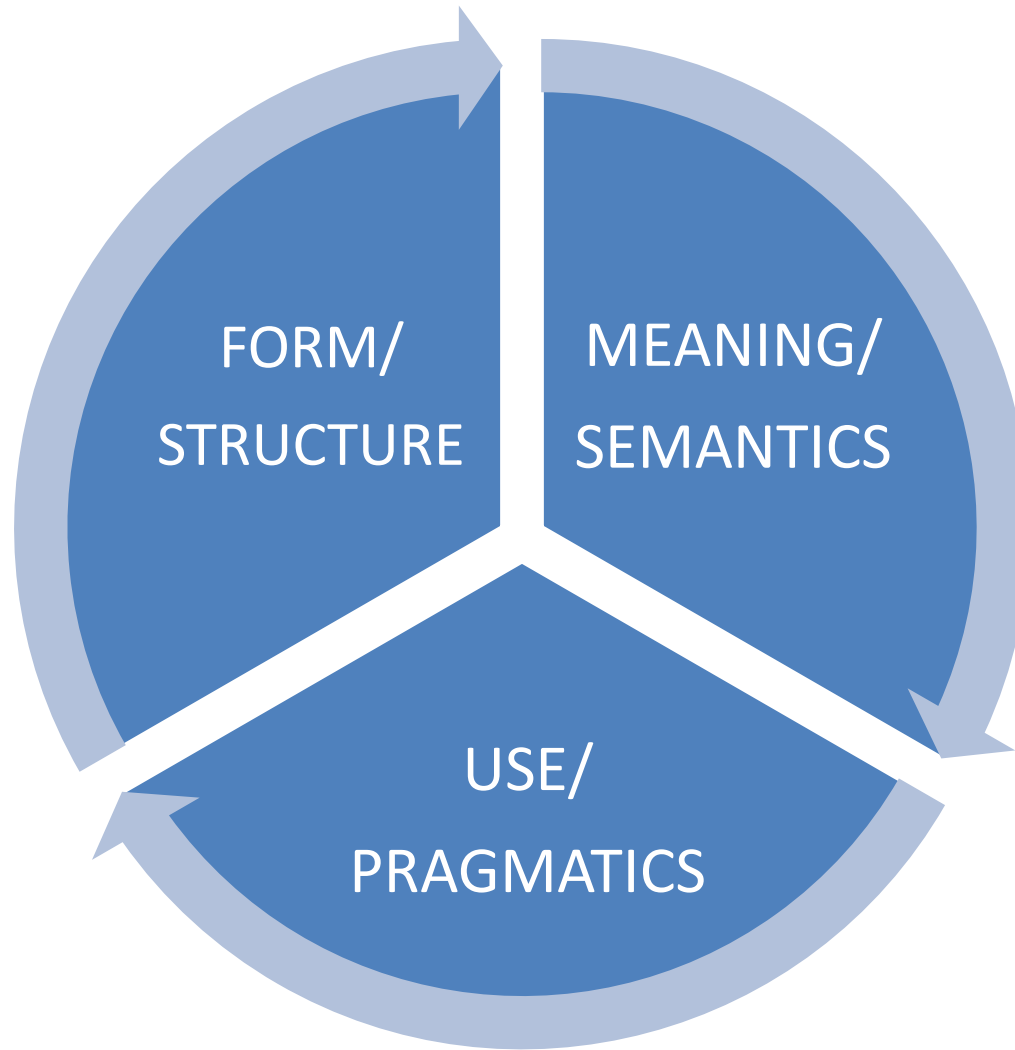 FORM/
STRUCTURE
MEANING/
SEMANTICS
USE/
PRAGMATICS